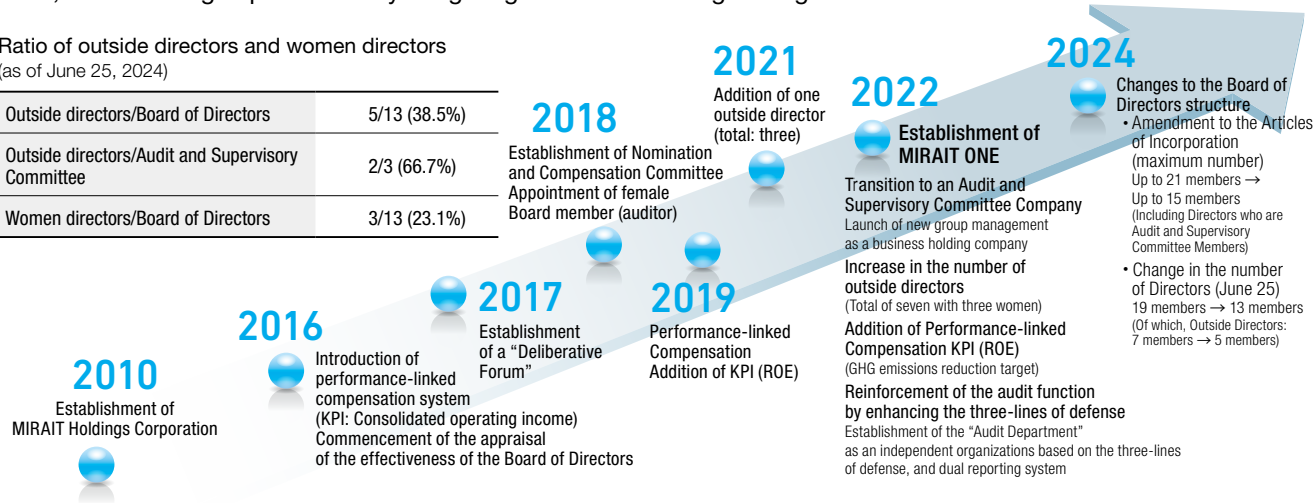 Ratio of outside directors and women directors
(as of June 25, 2024)
Outside directors/Board of Directors 5/13 (38.5%)
Outside directors/Audit and Supervisory
Committee 2/3 (66.7%)
Women directors/Board of Directors 3/13 (23.1%)
2010
Establishment of
MIRAIT Holdings Corporation
2016
Introduction of
performance-linked
compensation system
(KPI: Consolidated operating income)
Commencement of the appraisal
of the effectiveness of the Board of Directors
2017
Establishment
of a “Deliberative
Forum”
2018
Establishment of Nomination
and Compensation Committee
Appointment of female
Board member (auditor)
2019
Performance-linked
Compensation
Addition of KPI (ROE)
2021
Addition of one
outside director
(total: three)
2022
Establishment of
MIRAIT ONE
Transition to an Audit and
Supervisory Committee Company
Launch of new group management
as a business holding company
Increase in the number of
outside directors
(Total of seven with three women)
Addition of Performance-linked
Compensation KPI (ROE)
(GHG emissions reduction target)
Reinforcement of the audit function
by enhancing the three-lines of defense
Establishment of the “Audit Department”
as an independent organizations based on the three-lines
of defense, and dual reporting system
2024
Changes to the Board of
Directors structure
• Amendment to the Articles
of Incorporation
(maximum number)
Up to 21 members →
Up to 15 members
(Including Directors who are
Audit and Supervisory
Committee Members)
• Change in the number
of Directors (June 25)
19 members → 13 members
(Of which, Outside Directors:
7 members → 5 members)